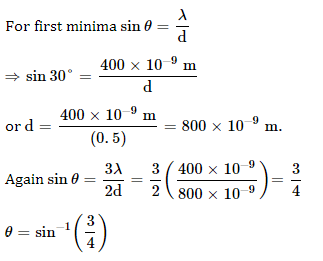 For first minima sin θ = λ/d
⇒ sin 30° = 400 × 10⁻⁹ m / d
or d = 400 × 10⁻⁹ m / (0.5) = 800 × 10⁻⁹ m.
Again sin θ = 3λ/2d = 3/2 (400 × 10⁻⁹ / 800 × 10⁻⁹) = 3/4
θ = sin⁻¹(3/4)